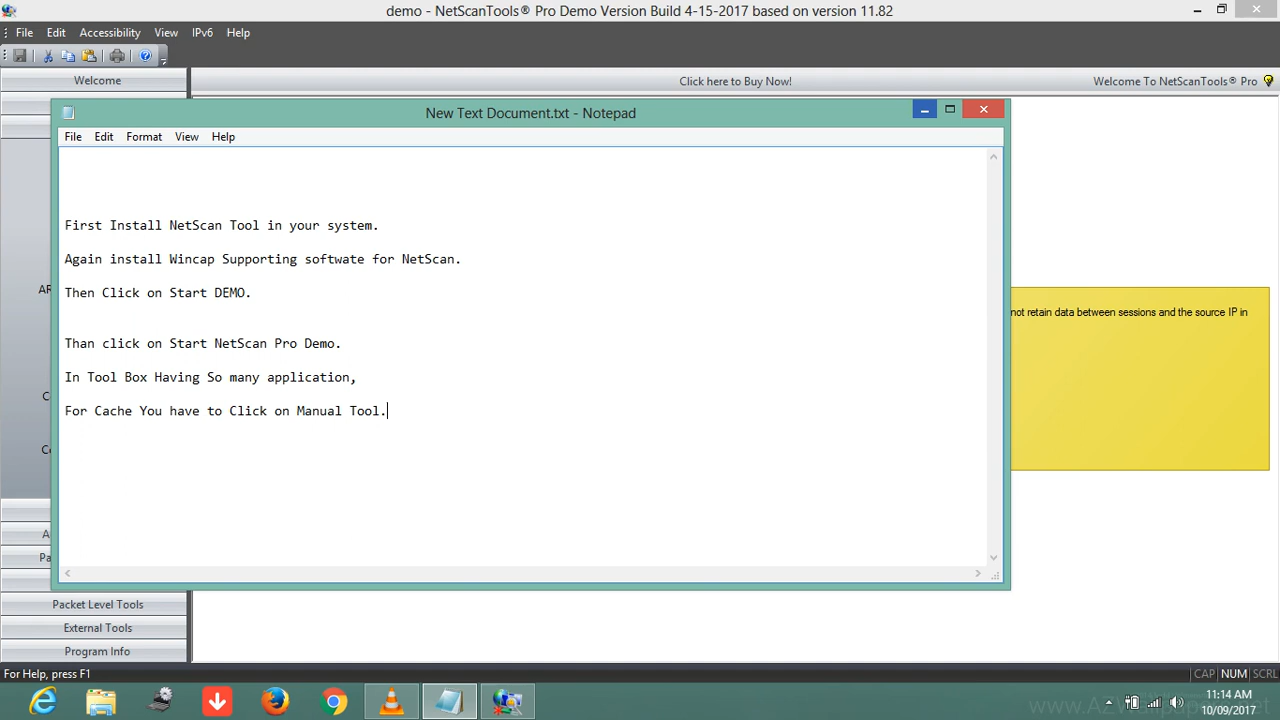 demo - NetScanTools® Pro Demo Version Build 4-15-2017 based on version 11.82
File Edit Accessibility View IPv6 Help
Welcome
Click here to Buy Now!
Welcome To NetScanTools® Pro
New Text Document.txt - Notepad
File Edit Format View Help
First Install NetScan Tool in your system.
Again install Wincap Supporting softwate for NetScan.
Then Click on Start DEMO.
Than click on Start NetScan Pro Demo.
In Tool Box Having So many application,
For Cache You have to Click on Manual Tool.
AR
not retain data between sessions and the source IP in
C
Co
A
Pa
Packet Level Tools
External Tools
Program Info
For Help, press F1
CAP NUM SCRL
11:14 AM
10/09/2017